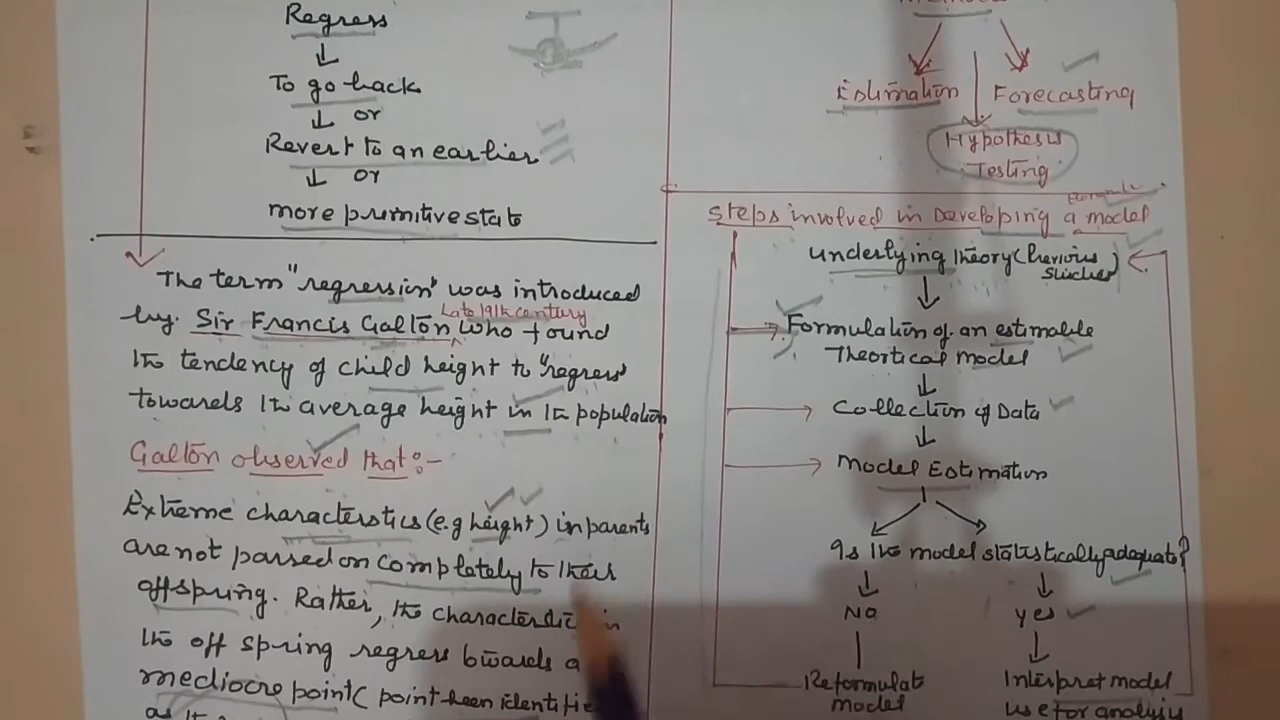 Regress
↓
To go back
↓ or
Revert to an earlier
↓ or
more primitive state
The term "regression" was introduced
by Sir Francis Galton who found
Late 19th century
the tendency of child height to "regress"
towards the average height in the population
Galton observed that:-
Extreme characterstics (e.g height) in parents
are not passed on completely to their
offspring. Rather, the characteristic in
the off spring regress towards a
mediocre point (point been
Estimation Forecasting
Hypothesis
Testing
Steps involved in Developing a model
underlying theory (Previous
Studies)
↓
Formulation of an estimable
Theortical model
↓
Collection of Data
↓
Model Estimation
Is the model statistically adequate?
↓ ↓
No yes
↓
Reformulate Interpret model
model use for analysis